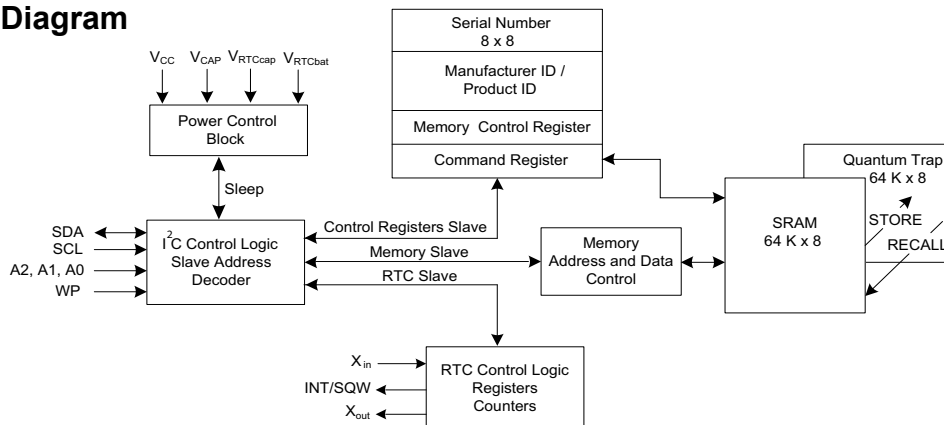 Diagram
Serial Number
8 x 8
Manufacturer ID /
Product ID
Memory Control Register
Command Register
VCC VCAP VRTCcap VRTCbat
Power Control
Block
Sleep
Quantum Trap
64 K x 8
SRAM
64 K x 8
STORE
RECALL
SDA
SCL
A2, A1, A0
WP
I2C Control Logic
Slave Address
Decoder
Control Registers Slave
Memory Slave
RTC Slave
Memory
Address and Data
Control
Xin
INT/SQW
Xout
RTC Control Logic
Registers
Counters